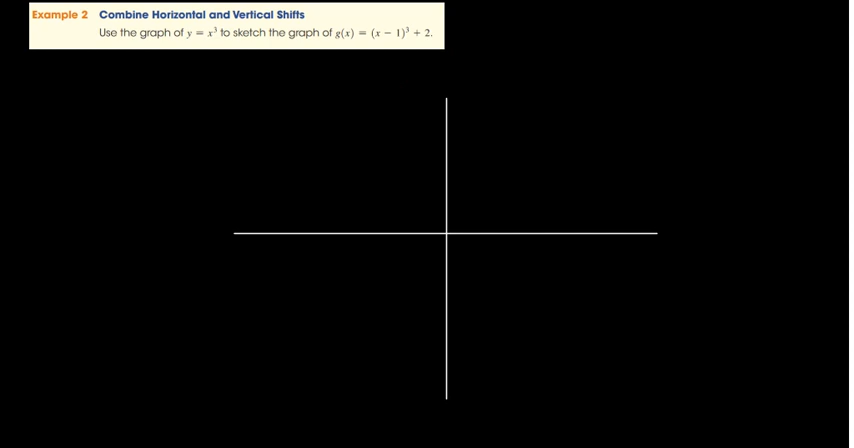 Example 2 Combine Horizontal and Vertical Shifts
Use the graph of y = x³ to sketch the graph of g(x) = (x − 1)³ + 2.